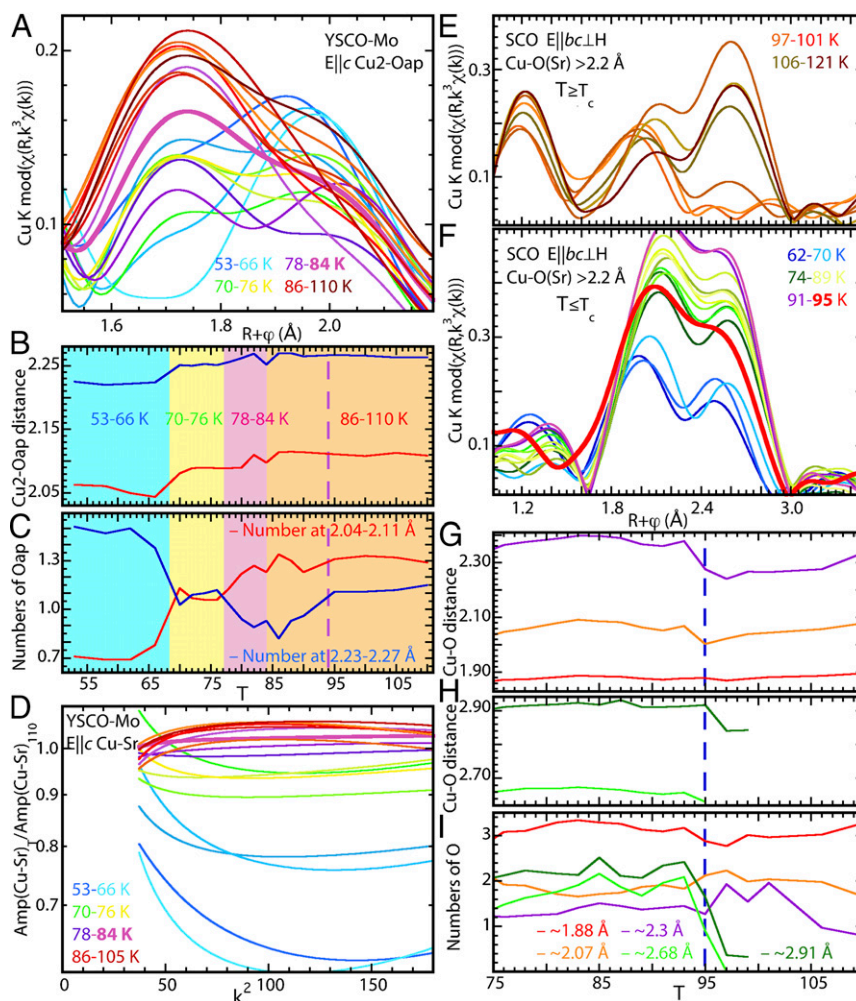 A
0.2
0.1
Cu K mod(χ(R,k³χ(k)))
YSCO-Mo
E||c Cu2-Oap
53-66 K
78-84 K
70-76 K
86-110 K
1.6
1.8
2.0
R+φ (Å)
B
2.25
2.15
2.05
Cu2-Oap distance
53-66 K
70-76 K
78-84 K
86-110 K
C
1.3
1.0
0.7
Numbers of Oap
– Number at 2.04-2.11 Å
– Number at 2.23-2.27 Å
55
65
75
85
95
105
T
D
YSCO-Mo
E||c Cu-Sr
1.0
0.9
0.8
0.7
Amp(Cu-Sr)T/Amp(Cu-Sr)110
53-66 K
70-76 K
78-84 K
86-105 K
0
50
100
150
k²
E
SCO E||bc⊥H
Cu-O(Sr) >2.2 Å
T≥Tc
97-101 K
106-121 K
0.3
0.1
Cu K mod(χ(R,k³χ(k)))
F
SCO E||bc⊥H
Cu-O(Sr) >2.2 Å
T≤Tc
62-70 K
74-89 K
91-95 K
0.3
0.1
Cu K mod(χ(R,k³χ(k)))
1.2
1.8
2.4
3.0
R+φ (Å)
G
2.30
2.10
1.90
Cu-O distance
H
2.90
2.70
Cu-O distance
I
3
2
1
Numbers of O
– ~1.88 Å
– ~2.3 Å
– ~2.07 Å
– ~2.68 Å
– ~2.91 Å
75
85
95
105
115
T